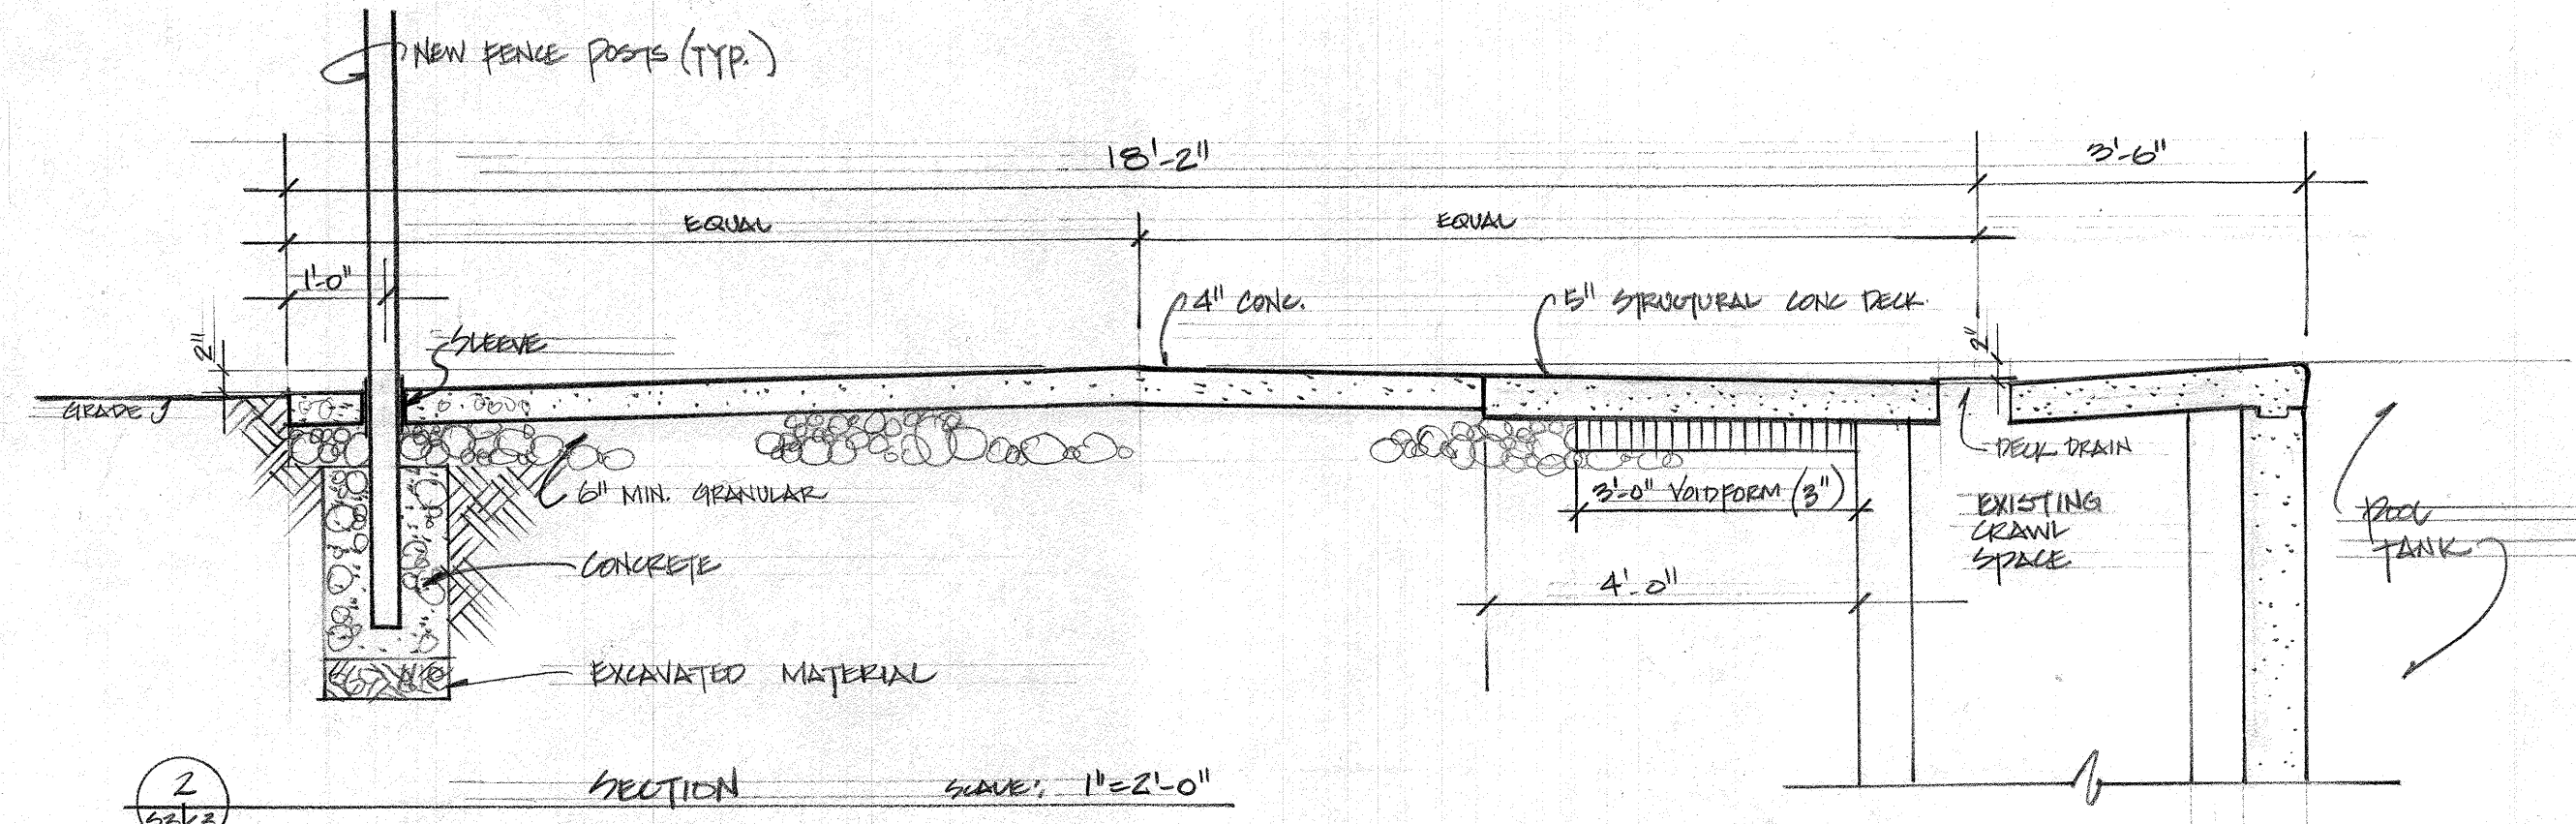 NEW FENCE POSTS (TYP.)
18'-2"
3'-6"
EQUAL
EQUAL
1'-0"
4" CONC.
5" STRUCTURAL CONC DECK
SLEEVE
2"
2"
GRADE
DECK DRAIN
6" MIN. GRANULAR
3'-0" VOIDFORM (3")
EXISTING
CRAWL
SPACE
POOL
TANK
CONCRETE
4'-0"
EXCAVATED MATERIAL
2
SECTION SCALE: 1"=2'-0"